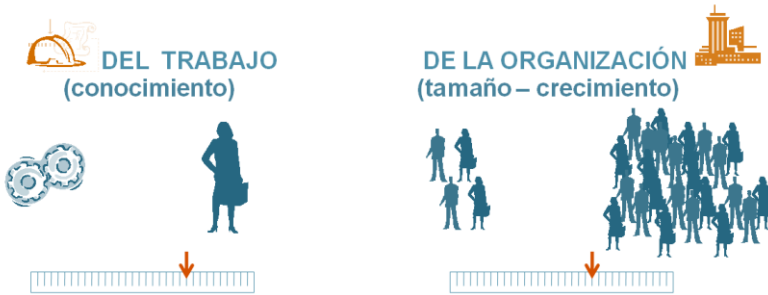 DEL TRABAJO
(conocimiento)
DE LA ORGANIZACIÓN
(tamaño – crecimiento)